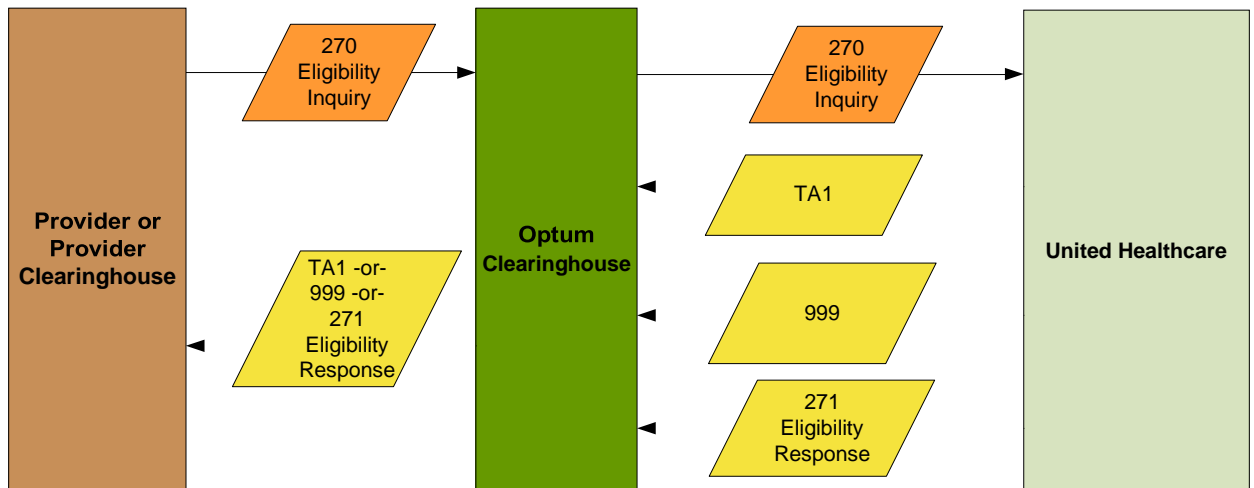 270
Eligibility
Inquiry
270
Eligibility
Inquiry
TA1
Provider or
Provider
Clearinghouse
Optum
Clearinghouse
United Healthcare
TA1 -or-
999 -or-
271
Eligibility
Response
999
271
Eligibility
Response